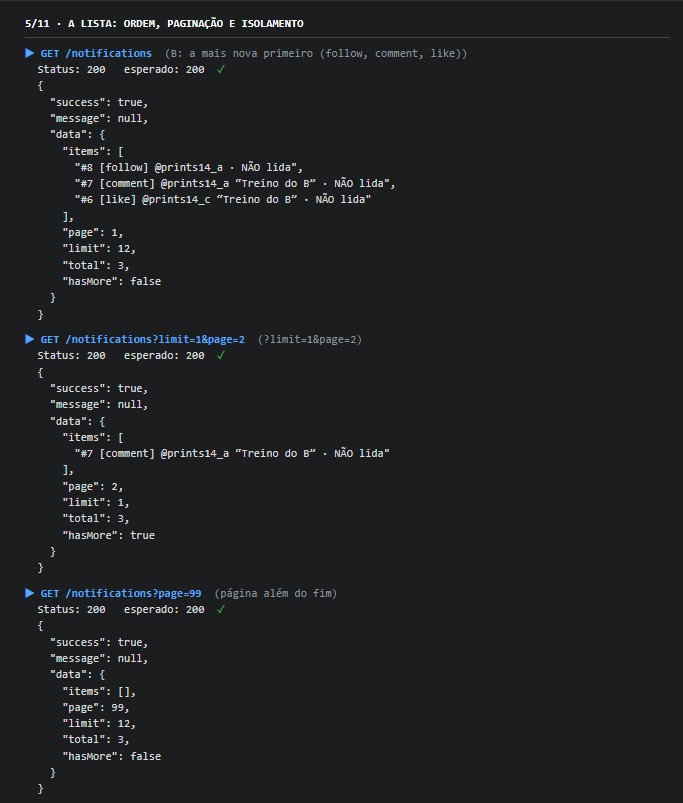 5/11 · A LISTA: ORDEM, PAGINAÇÃO E ISOLAMENTO
▶ GET /notifications (B: a mais nova primeiro (follow, comment, like))
Status: 200 esperado: 200 ✓
{
"success": true,
"message": null,
"data": {
"items": [
"#8 [follow] @prints14_a · NÃO lida",
"#7 [comment] @prints14_a “Treino do B” · NÃO lida",
"#6 [like] @prints14_c “Treino do B” · NÃO lida"
],
"page": 1,
"limit": 12,
"total": 3,
"hasMore": false
}
}
▶ GET /notifications?limit=1&page=2 (?limit=1&page=2)
Status: 200 esperado: 200 ✓
{
"success": true,
"message": null,
"data": {
"items": [
"#7 [comment] @prints14_a “Treino do B” · NÃO lida"
],
"page": 2,
"limit": 1,
"total": 3,
"hasMore": true
}
}
▶ GET /notifications?page=99 (página além do fim)
Status: 200 esperado: 200 ✓
{
"success": true,
"message": null,
"data": {
"items": [],
"page": 99,
"limit": 12,
"total": 3,
"hasMore": false
}
}